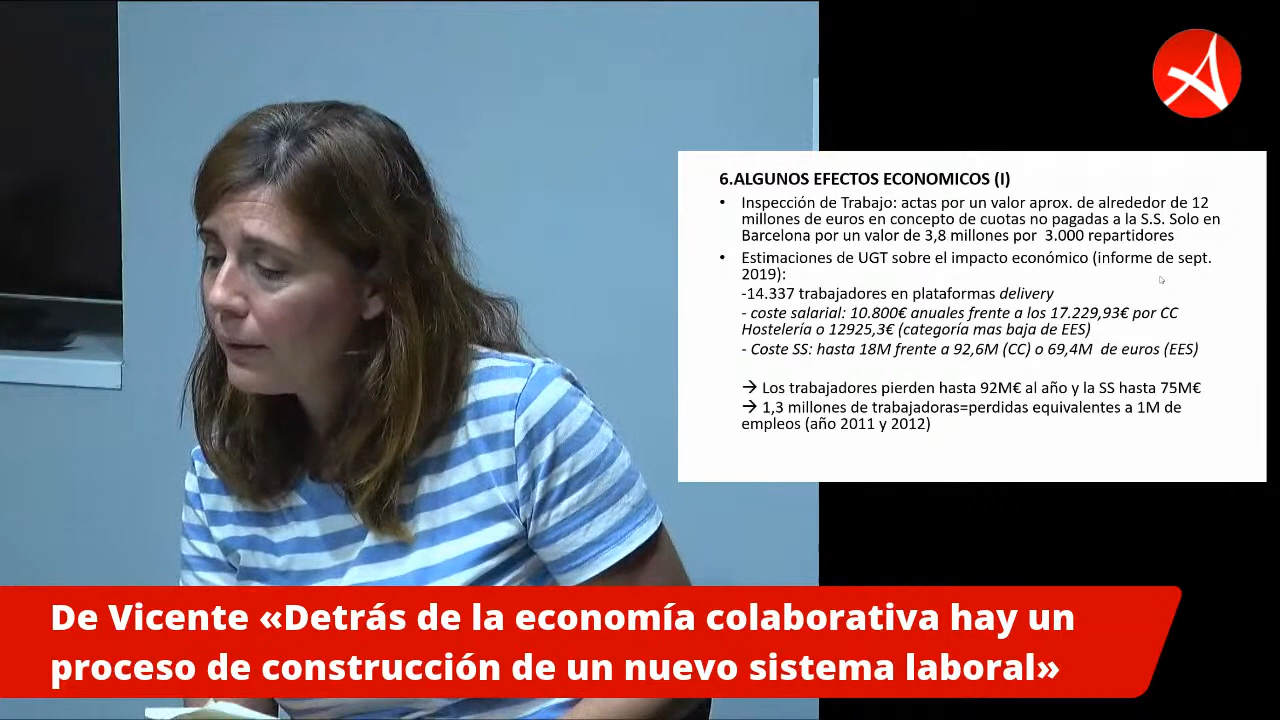 6.ALGUNOS EFECTOS ECONOMICOS (I)
• Inspección de Trabajo: actas por un valor aprox. de alrededor de 12
millones de euros en concepto de cuotas no pagadas a la S.S. Solo en
Barcelona por un valor de 3,8 millones por 3.000 repartidores
• Estimaciones de UGT sobre el impacto económico (informe de sept.
2019):
-14.337 trabajadores en plataformas delivery
- coste salarial: 10.800€ anuales frente a los 17.229,93€ por CC
Hostelería o 12925,3€ (categoría mas baja de EES)
- Coste SS: hasta 18M frente a 92,6M (CC) o 69,4M de euros (EES)
→ Los trabajadores pierden hasta 92M€ al año y la SS hasta 75M€
→ 1,3 millones de trabajadoras=perdidas equivalentes a 1M de
empleos (año 2011 y 2012)
De Vicente «Detrás de la economía colaborativa hay un
proceso de construcción de un nuevo sistema laboral»